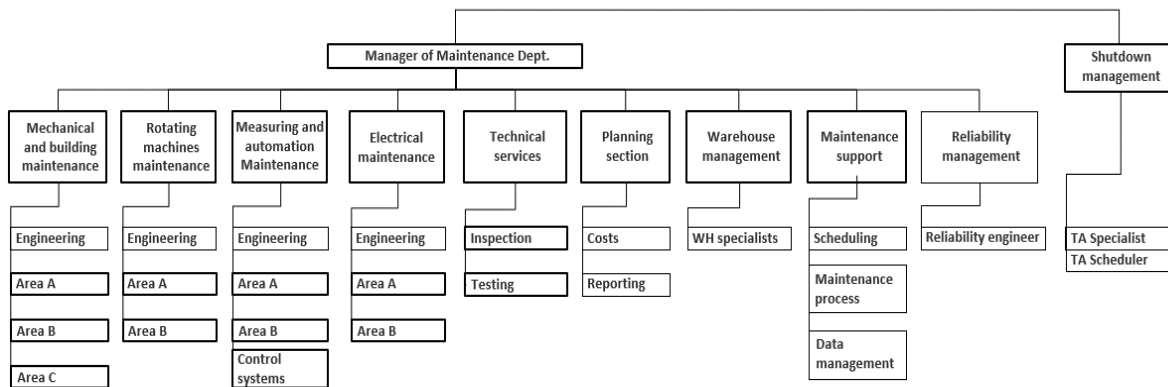 Manager of Maintenance Dept.
Shutdown
management
Mechanical
and building
maintenance
Rotating
machines
maintenance
Measuring and
automation
Maintenance
Electrical
maintenance
Technical
services
Planning
section
Warehouse
management
Maintenance
support
Reliability
management
Engineering
Area A
Area B
Area C
Engineering
Area A
Area B
Engineering
Area A
Area B
Control
systems
Engineering
Area A
Area B
Inspection
Testing
Costs
Reporting
WH specialists
Scheduling
Maintenance
process
Data
management
Reliability engineer
TA Specialist
TA Scheduler